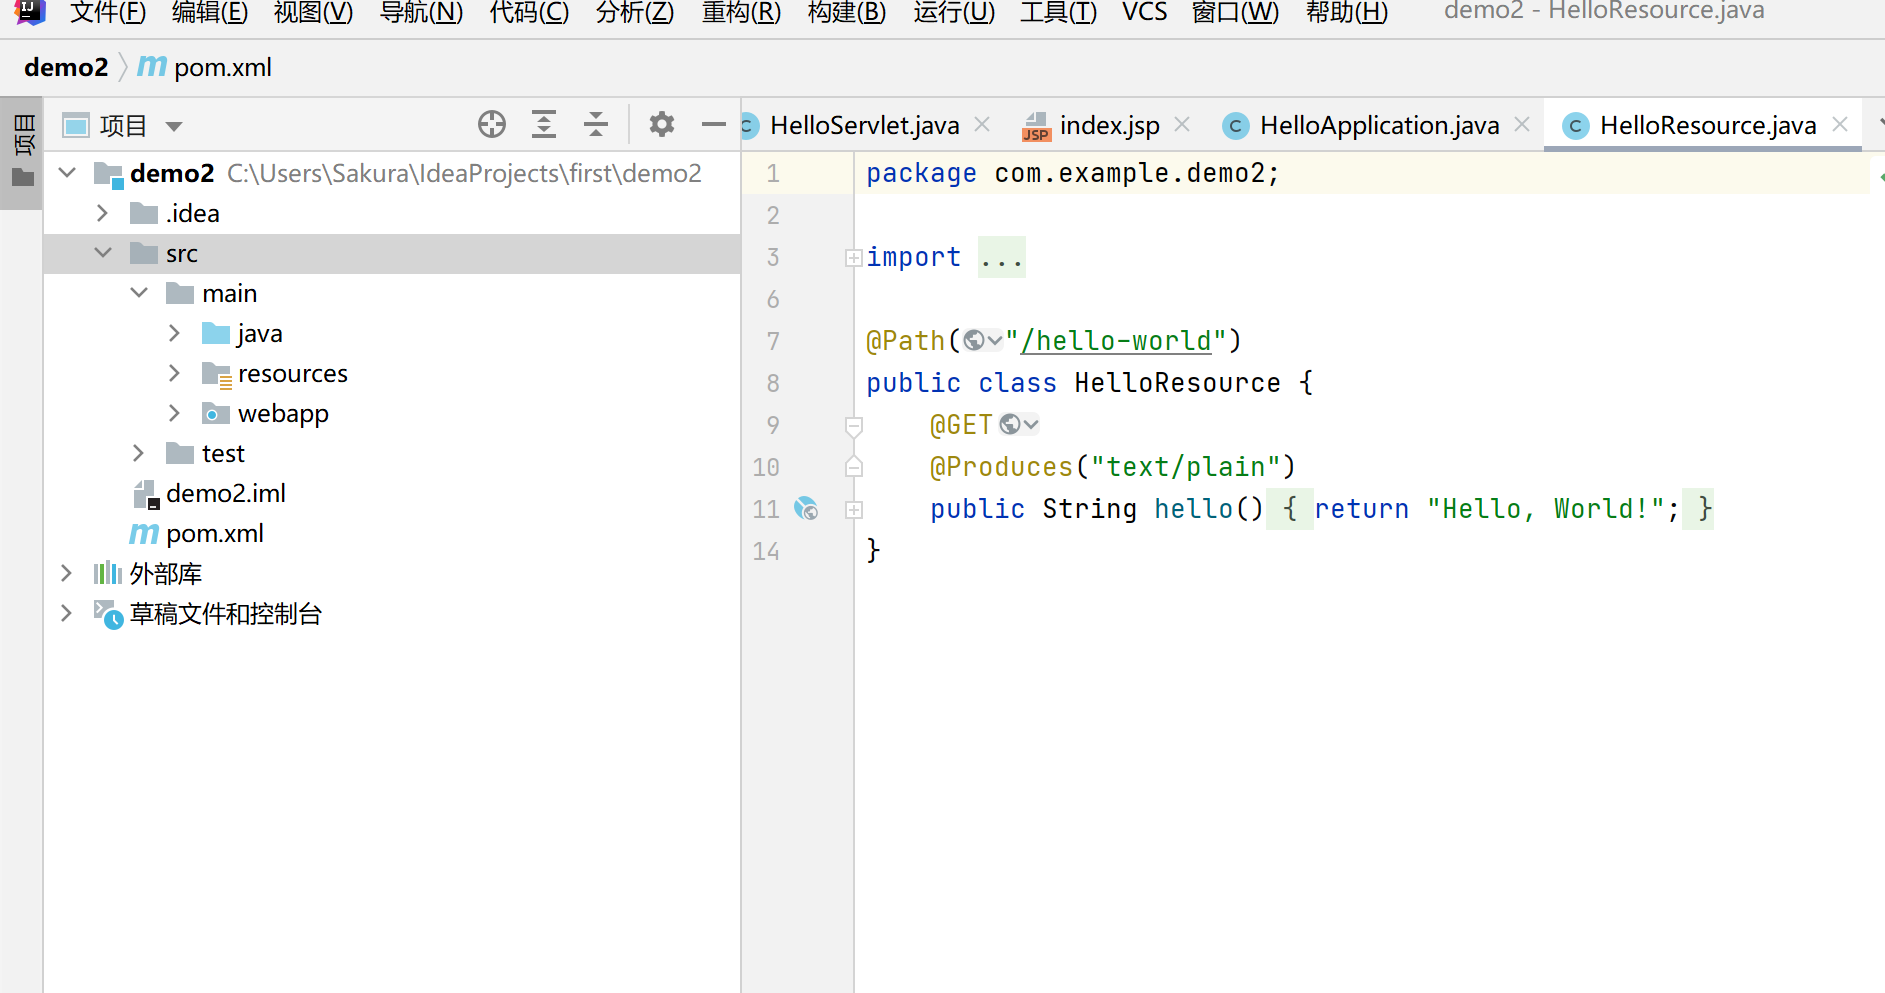 文件(F) 编辑(E) 视图(V) 导航(N) 代码(C) 分析(Z) 重构(R) 构建(B) 运行(U) 工具(T) VCS 窗口(W) 帮助(H) demo2 - HelloResource.java
demo2 pom.xml
项目
项目
demo2 C:\Users\Sakura\IdeaProjects\first\demo2
.idea
src
main
java
resources
webapp
test
demo2.iml
pom.xml
外部库
草稿文件和控制台
HelloServlet.java index.jsp HelloApplication.java HelloResource.java
1 package com.example.demo2;
2
3 import ...
6
7 @Path("/hello-world")
8 public class HelloResource {
9 @GET
10 @Produces("text/plain")
11 public String hello() { return "Hello, World!"; }
14 }